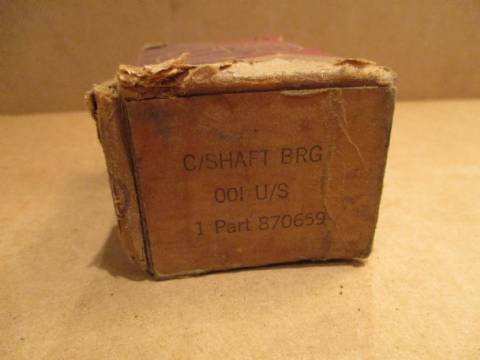 C/SHAFT BRG
001 U/S
1 Part 870659